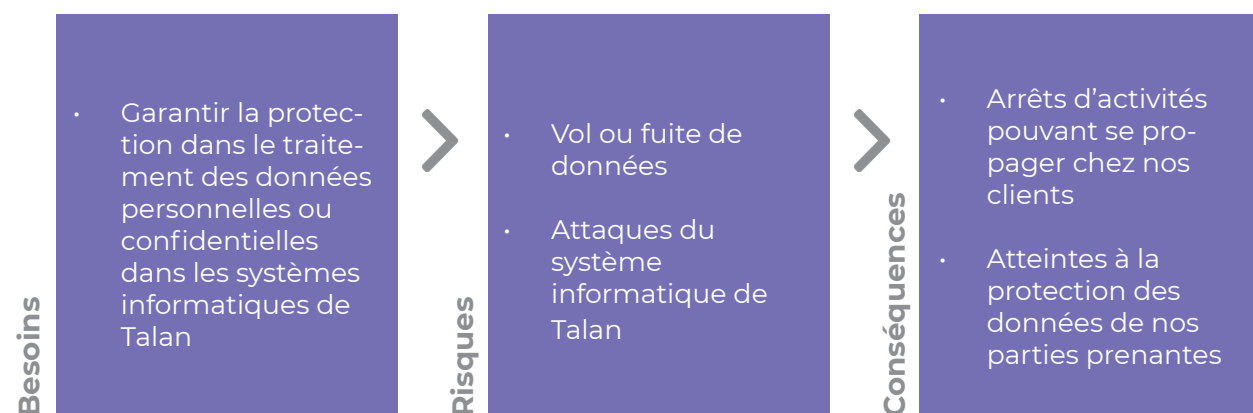 Besoins
• Garantir la protec-
tion dans le traite-
ment des données
personnelles ou
confidentielles
dans les systèmes
informatiques de
Talan
Risques
• Vol ou fuite de
données
• Attaques du
système
informatique de
Talan
Conséquences
• Arrêts d’activités
pouvant se pro-
pager chez nos
clients
• Atteintes à la
protection des
données de nos
parties prenantes